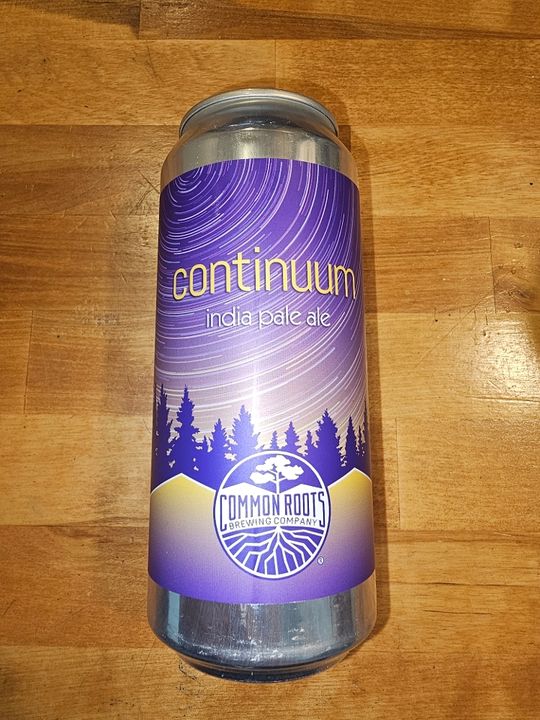 continuum
india pale ale
COMMON ROOTS
BREWING COMPANY
®